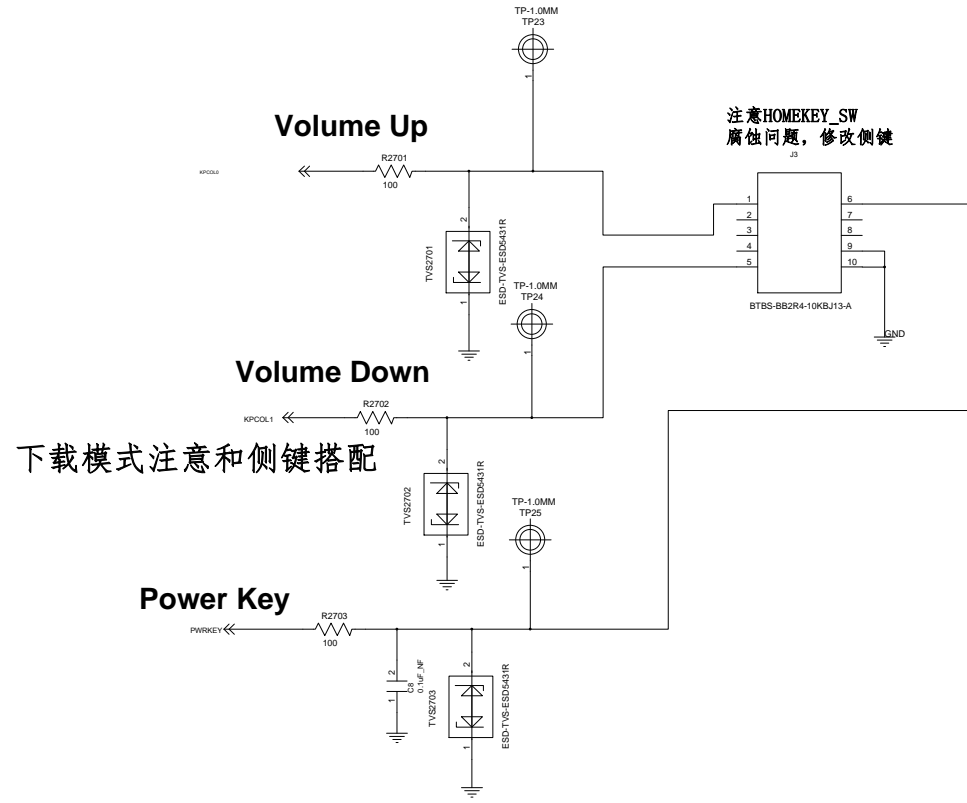 TP-1.0MM
TP23
注意HOMEKEY_SW
腐蚀问题，修改侧键
J3
Volume Up
R2701
KPCOL0
100
1
1
2
3
4
5
6
7
8
9
10
BTBS-BB2R4-10KBJ13-A
GND
2
1
TVS2701
ESD-TVS-ESD5431R
TP-1.0MM
TP24
1
Volume Down
R2702
KPCOL1
100
下载模式注意和侧键搭配
2
1
TVS2702
ESD-TVS-ESD5431R
TP-1.0MM
TP25
1
Power Key
R2703
PWRKEY
100
2
1
C8
0.1uF_NF
2
1
TVS2703
ESD-TVS-ESD5431R